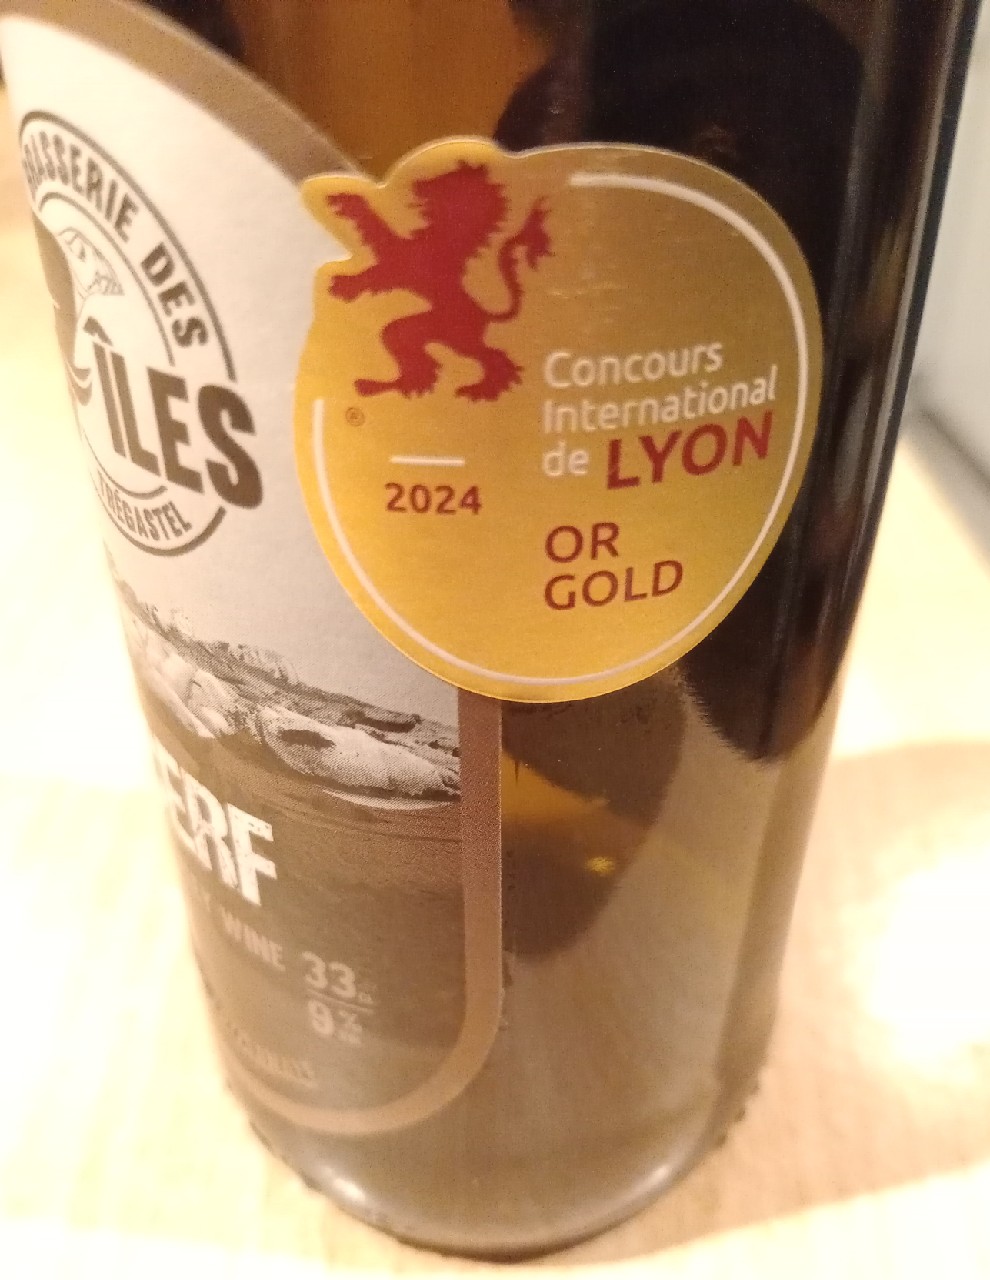 BRASSERIE DES
ÎLES
TRÉGASTEL
Concours
International
de LYON
2024
OR
GOLD
ERF
WINE
33
9%